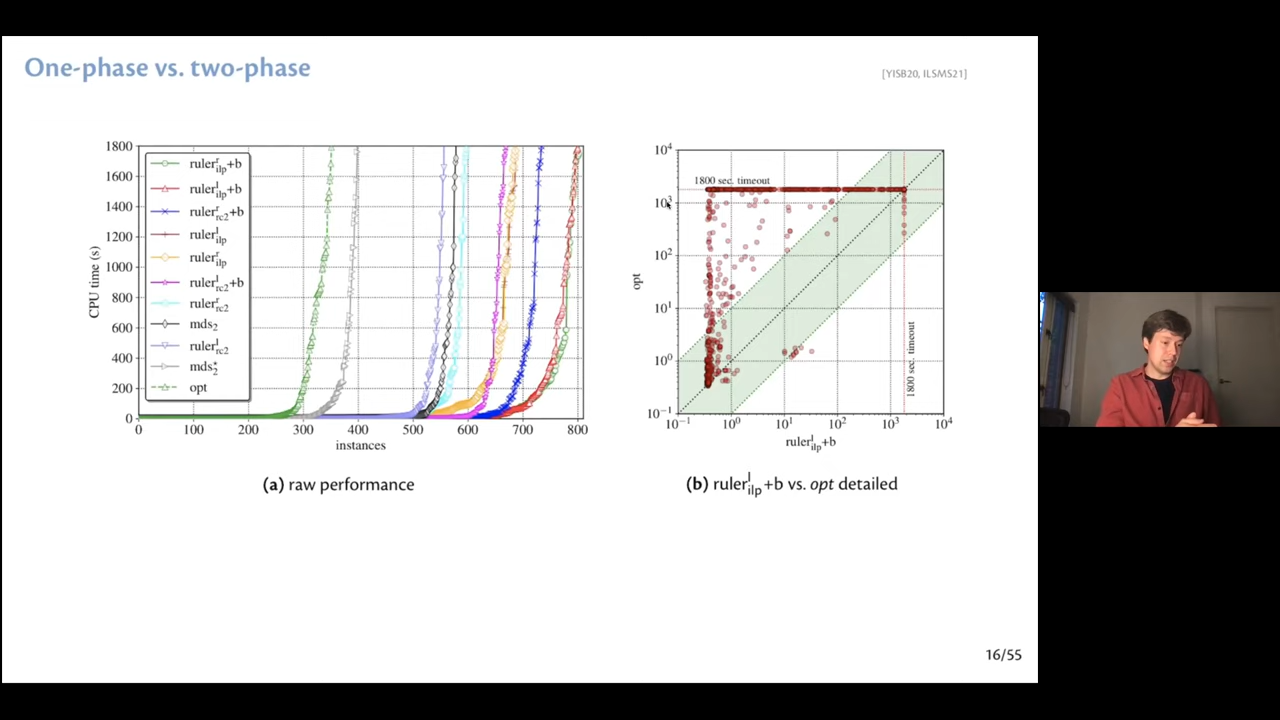 One-phase vs. two-phase
[YISB20, ILSMS21]
CPU time (s)
1800
1600
1400
1200
1000
800
600
400
200
0
ruler^r_ilp+b
ruler^l_ilp+b
ruler^r_rc2+b
ruler^l_ilp
ruler^r_ilp
ruler^l_rc2+b
ruler^r_rc2
mds_2
ruler^l_rc2
mds^*_2
opt
0 100 200 300 400 500 600 700 800
instances
(a) raw performance
opt
10^4
10^3
10^2
10^1
10^0
10^-1
1800 sec. timeout
1800 sec. timeout
10^-1 10^0 10^1 10^2 10^3 10^4
ruler^l_ilp+b
(b) ruler^l_ilp+b vs. opt detailed
16/55